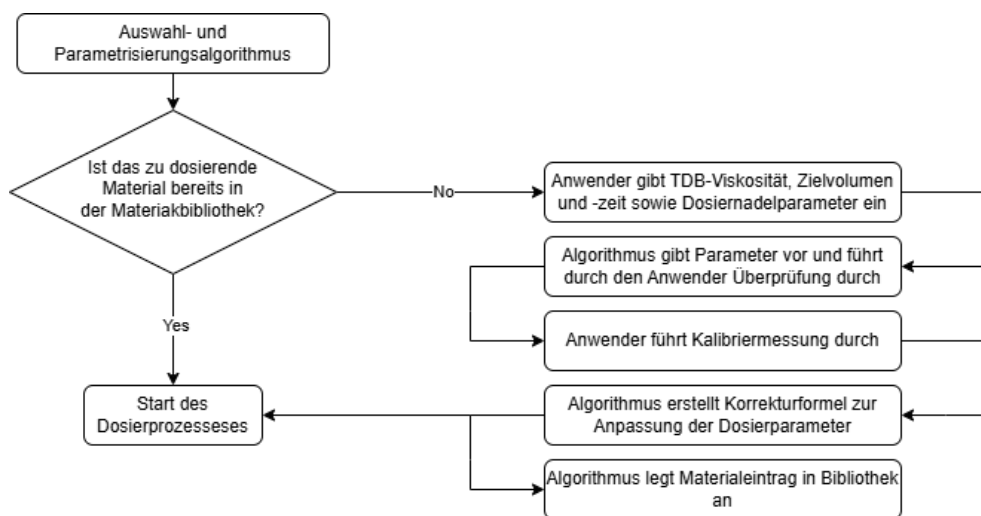 Auswahl- und
Parametrisierungsalgorithmus
Ist das zu dosierende
Material bereits in
der Materiakbibliothek?
No
Anwender gibt TDB-Viskosität, Zielvolumen
und -zeit sowie Dosiernadelparameter ein
Algorithmus gibt Parameter vor und führt
durch den Anwender Überprüfung durch
Yes
Anwender führt Kalibriermessung durch
Start des
Dosierprozesseses
Algorithmus erstellt Korrekturformel zur
Anpassung der Dosierparameter
Algorithmus legt Materialeintrag in Bibliothek
an